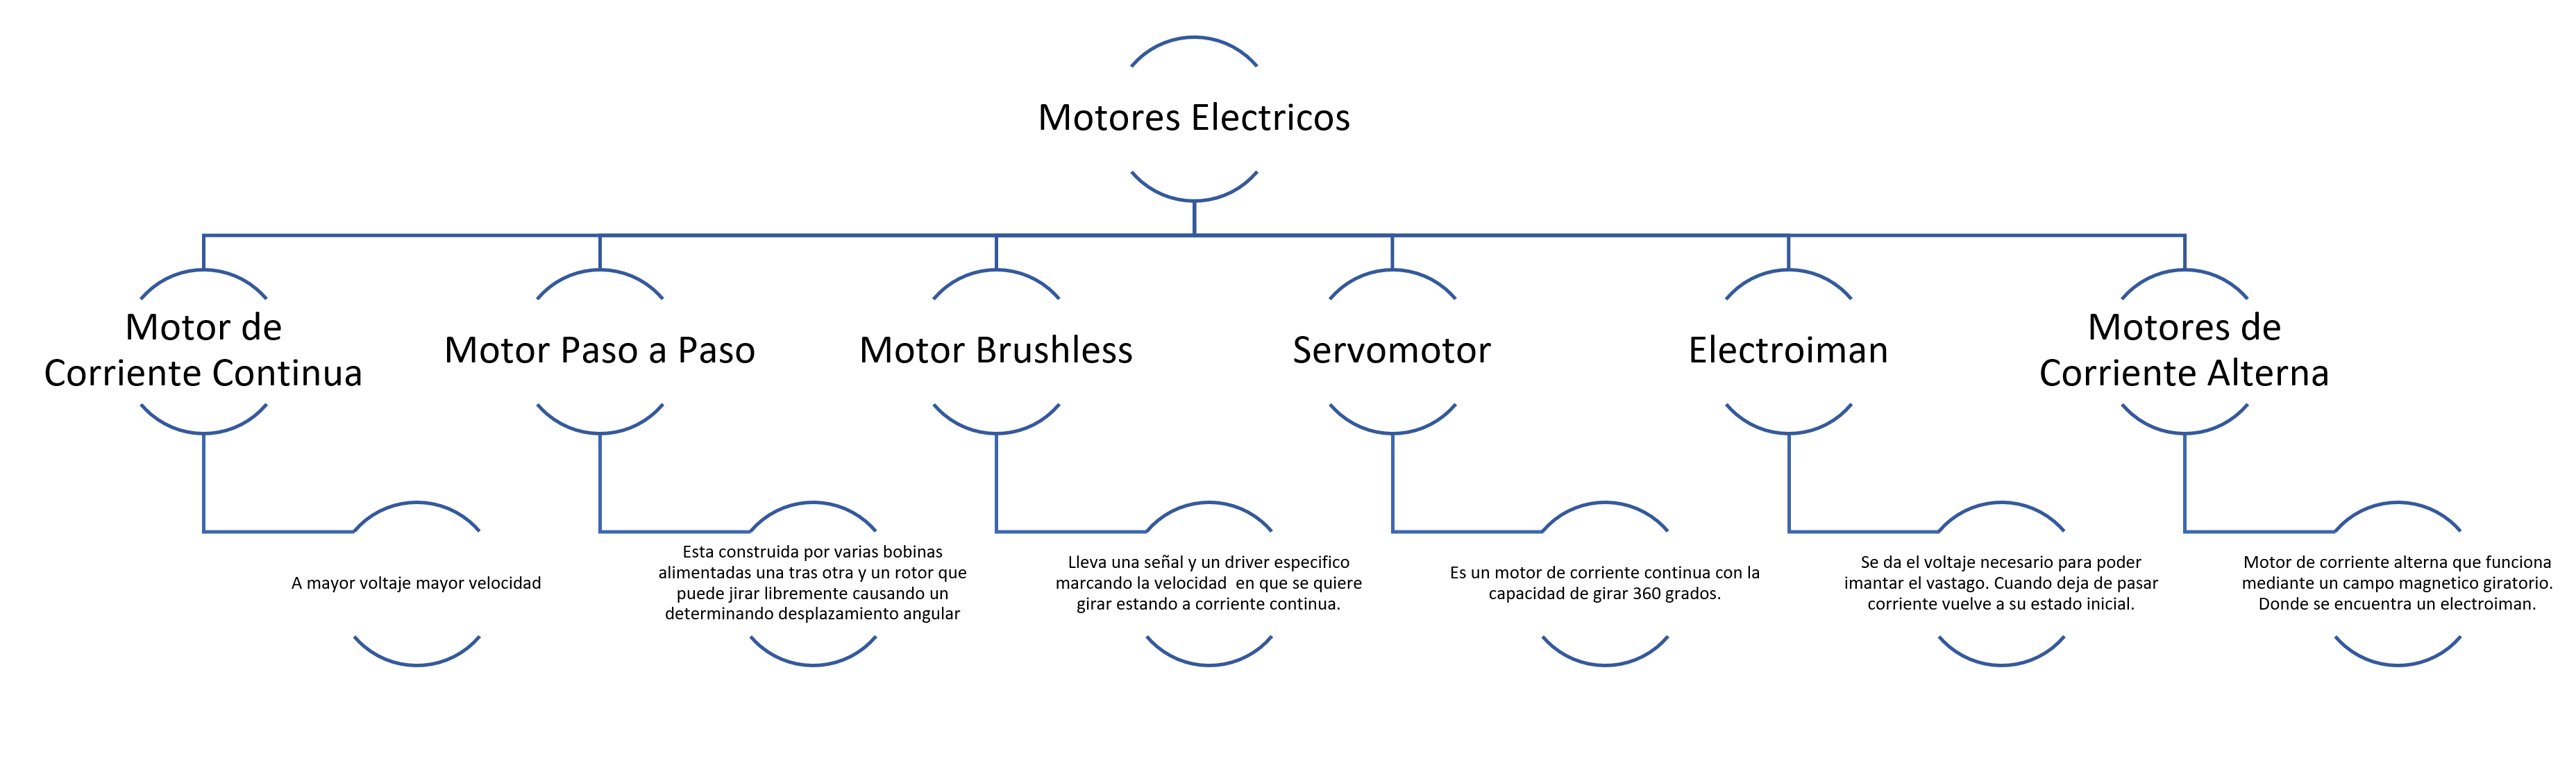 Motores Electricos
Motor de
Corriente Continua
Motor Paso a Paso
Motor Brushless
Servomotor
Electroiman
Motores de
Corriente Alterna
A mayor voltaje mayor velocidad
Esta construida por varias bobinas
alimentadas una tras otra y un rotor que
puede jirar libremente causando un
determinando desplazamiento angular
Lleva una señal y un driver especifico
marcando la velocidad  en que se quiere
girar estando a corriente continua.
Es un motor de corriente continua con la
capacidad de girar 360 grados.
Se da el voltaje necesario para poder
imantar el vastago. Cuando deja de pasar
corriente vuelve a su estado inicial.
Motor de corriente alterna que funciona
mediante un campo magnetico giratorio.
Donde se encuentra un electroiman.